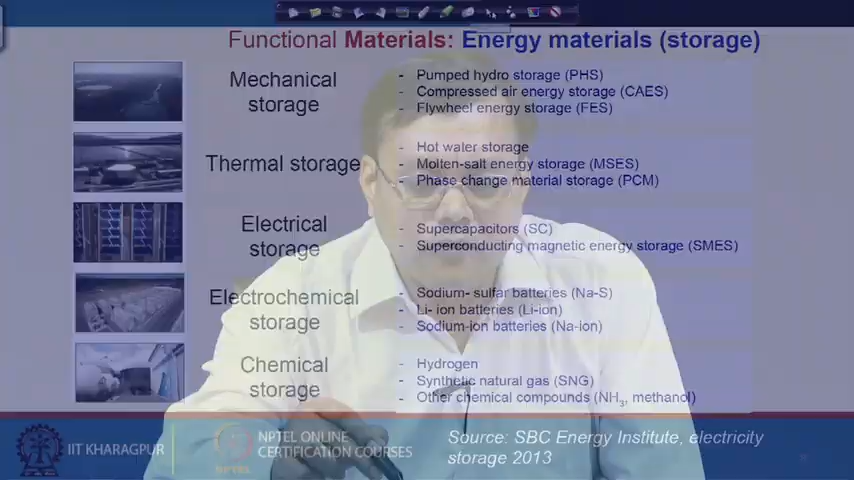 Functional Materials: Energy materials (storage)
Mechanical storage
- Pumped hydro storage (PHS)
- Compressed air energy storage (CAES)
- Flywheel energy storage (FES)
Thermal storage
- Hot water storage
- Molten-salt energy storage (MSES)
- Phase change material storage (PCM)
Electrical storage
- Supercapacitors (SC)
- Superconducting magnetic energy storage (SMES)
Electrochemical storage
- Sodium- sulfar batteries (Na-S)
- Li- ion batteries (Li-ion)
- Sodium-ion batteries (Na-ion)
Chemical storage
- Hydrogen
- Synthetic natural gas (SNG)
- Other chemical compounds (NH3, methanol)
IIT KHARAGPUR
NPTEL
NPTEL ONLINE
CERTIFICATION COURSES
Source: SBC Energy Institute, electricity
storage 2013